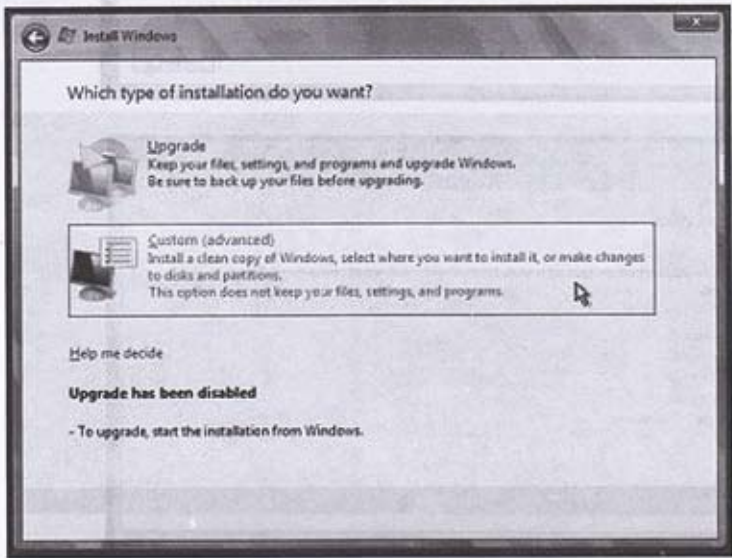 Install Windows
Which type of installation do you want?
Upgrade
Keep your files, settings, and programs and upgrade Windows.
Be sure to back up your files before upgrading.
Custom (advanced)
Install a clean copy of Windows, select where you want to install it, or make changes
to disks and partitions.
This option does not keep your files, settings, and programs.
Help me decide
Upgrade has been disabled
- To upgrade, start the installation from Windows.